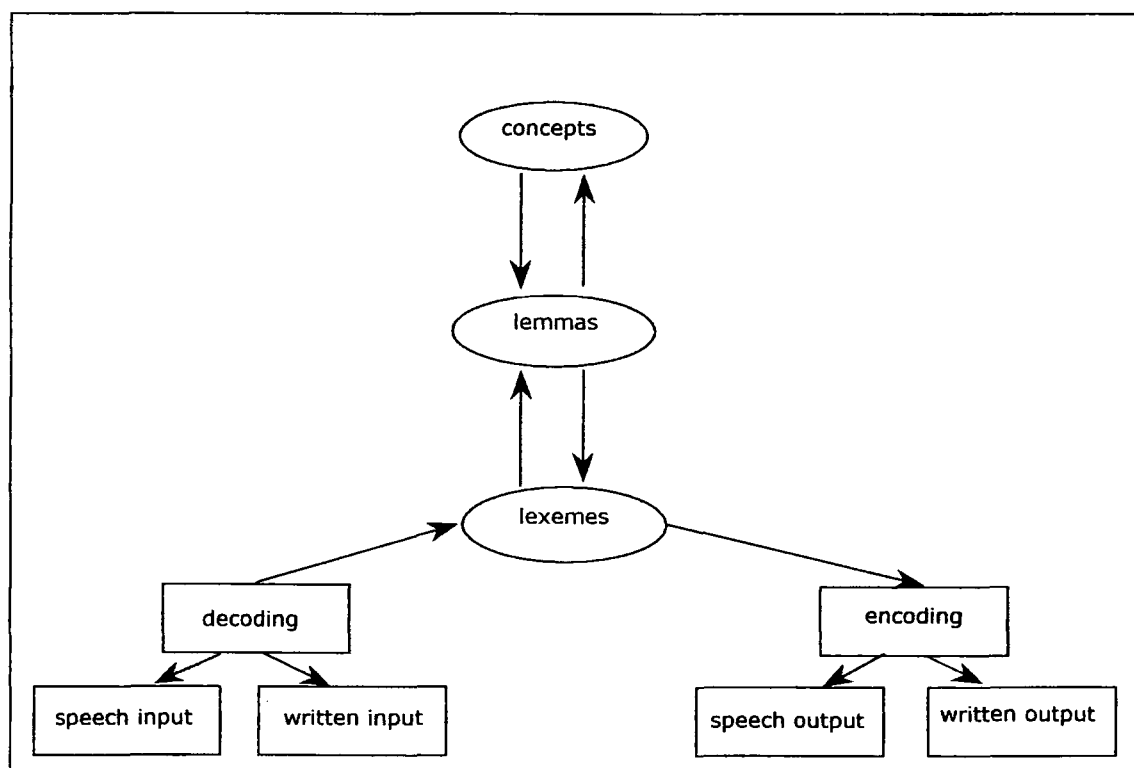 concepts
lemmas
lexemes
decoding
encoding
speech input
written input
speech output
written output